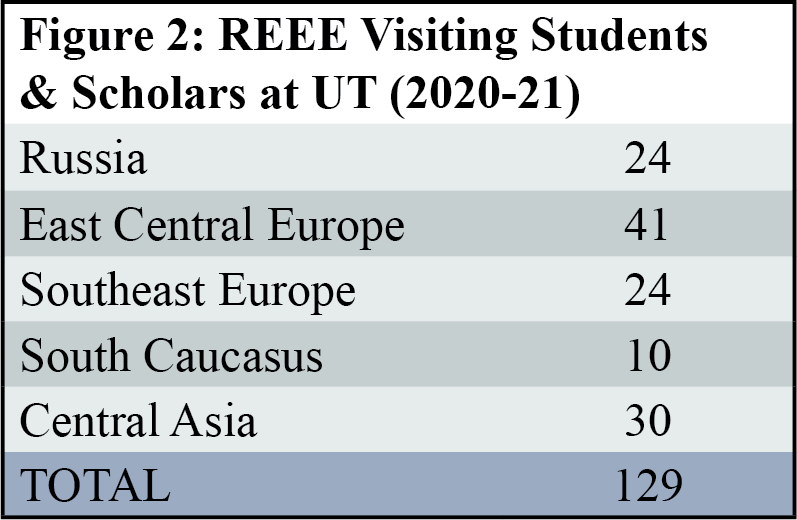 Figure 2: REEE Visiting Students
& Scholars at UT (2020-21)
Russia 24
East Central Europe 41
Southeast Europe 24
South Caucasus 10
Central Asia 30
TOTAL 129